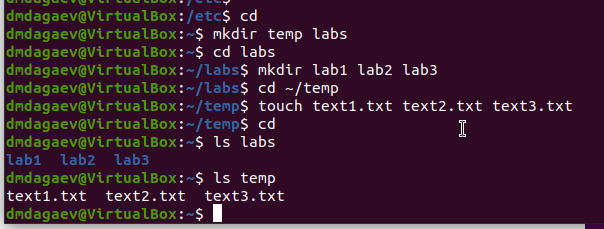 dmdagaev@VirtualBox:/etc$
dmdagaev@VirtualBox:/etc$ cd
dmdagaev@VirtualBox:~$ mkdir temp labs
dmdagaev@VirtualBox:~$ cd labs
dmdagaev@VirtualBox:~/labs$ mkdir lab1 lab2 lab3
dmdagaev@VirtualBox:~/labs$ cd ~/temp
dmdagaev@VirtualBox:~/temp$ touch text1.txt text2.txt text3.txt
dmdagaev@VirtualBox:~/temp$ cd
dmdagaev@VirtualBox:~$ ls labs
lab1  lab2  lab3
dmdagaev@VirtualBox:~$ ls temp
text1.txt  text2.txt  text3.txt
dmdagaev@VirtualBox:~$